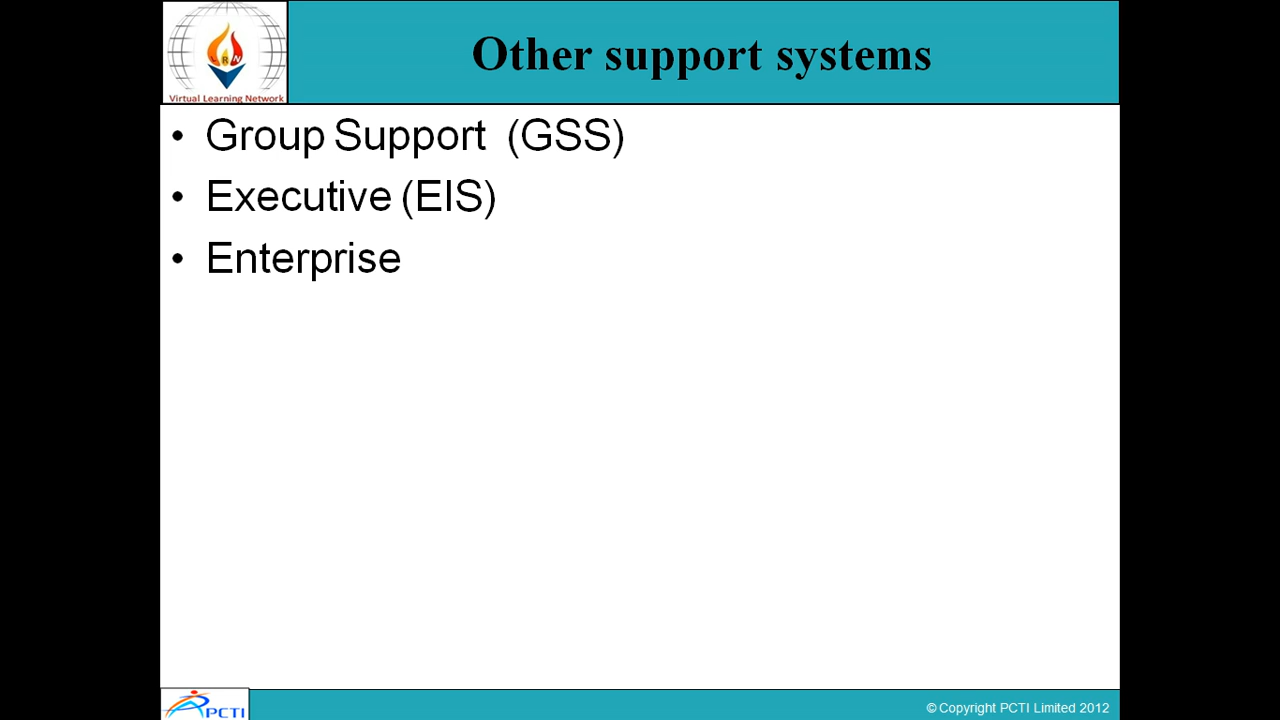 Other support systems
Virtual Learning Network
• Group Support (GSS)
• Executive (EIS)
• Enterprise
PCTI
© Copyright PCTI Limited 2012